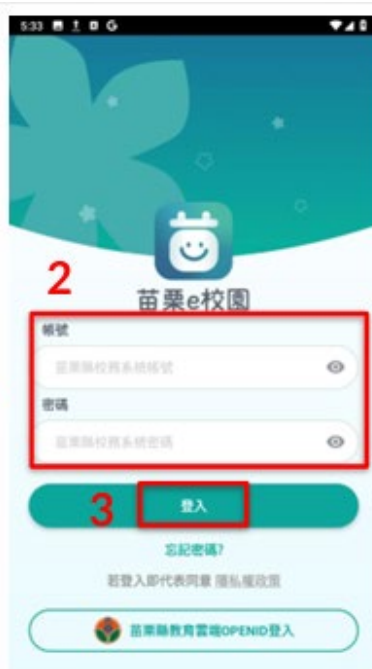 5:33
2
苗栗e校園
帳號
苗栗縣校務系統帳號
密碼
苗栗縣校務系統密碼
3 登入
忘記密碼?
若登入即代表同意 隱私權政策
苗栗縣教育雲端OPENID登入